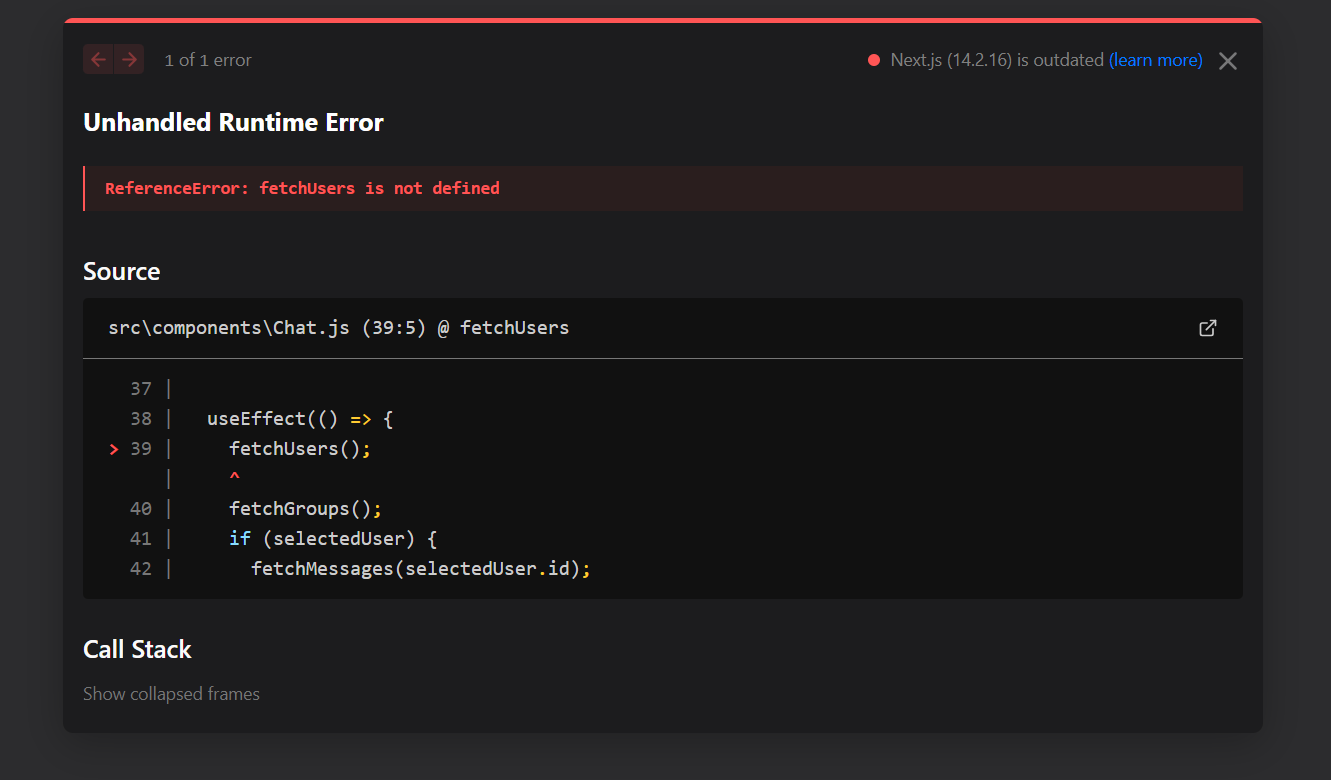 1 of 1 error
Next.js (14.2.16) is outdated (learn more)
Unhandled Runtime Error
ReferenceError: fetchUsers is not defined
Source
src\components\Chat.js (39:5) @ fetchUsers
37 |
38 |   useEffect(() => {
> 39 |     fetchUsers();
|     ^
40 |     fetchGroups();
41 |     if (selectedUser) {
42 |       fetchMessages(selectedUser.id);
Call Stack
Show collapsed frames